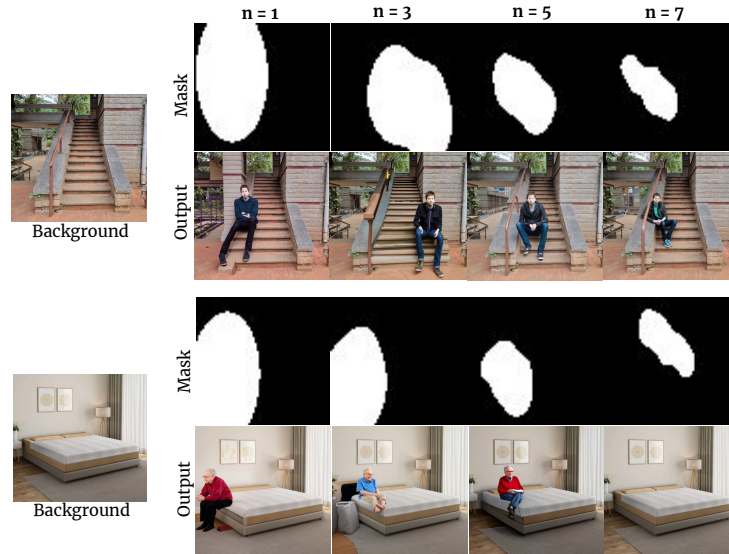 n = 1 n = 3 n = 5 n = 7
Mask
Output
Background
Mask
Output
Background